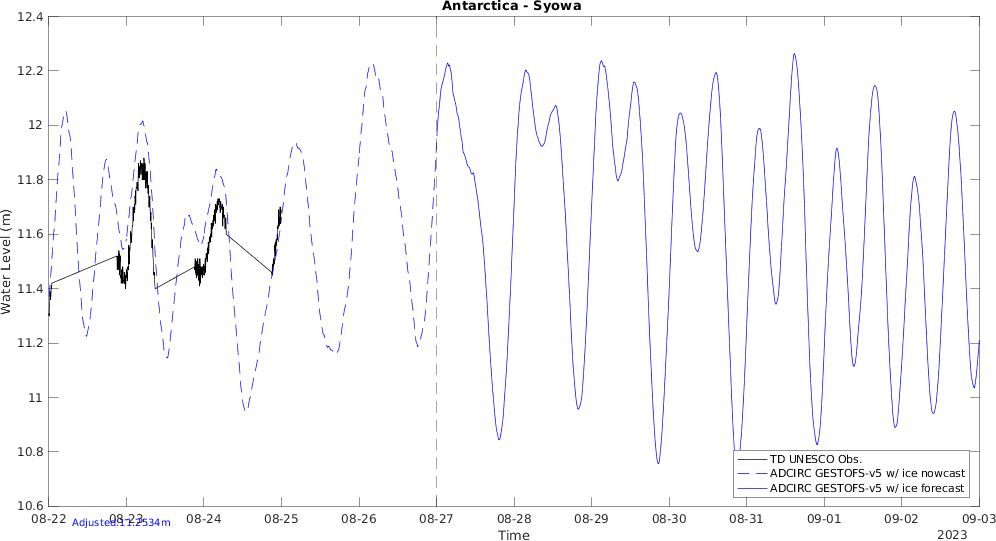 Antarctica - Syowa
12.4
12.2
12
11.8
11.6
11.4
11.2
11
10.8
10.6
Water Level (m)
TD UNESCO Obs.
ADCIRC GESTOFS-v5 w/ ice nowcast
ADCIRC GESTOFS-v5 w/ ice forecast
08-22 08-23 08-24 08-25 08-26 08-27 08-28 08-29 08-30 08-31 09-01 09-02 09-03
Adjusted:11.2534m
Time
2023